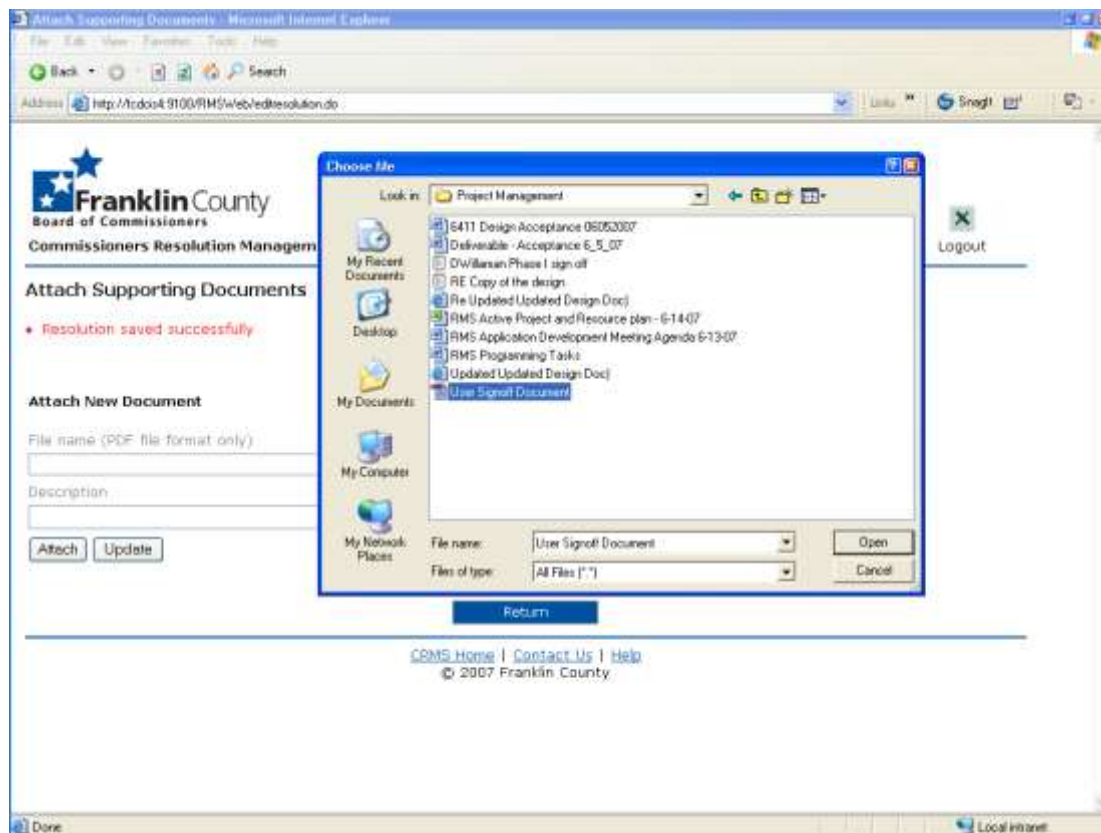 Attach Supporting Documents - Microsoft Internet Explorer
File Edit View Favorites Tools Help
Back Search
Address http://fcdcis4:9100/RMSWeb/editresolution.do Links SnagIt
Franklin County
Board of Commissioners
Commissioners Resolution Managem
Logout
Attach Supporting Documents
Resolution saved successfully
Attach New Document
File name (PDF file format only)
Description
Attach Update
Choose file
Look in: Project Management
My Recent Documents
Desktop
My Documents
My Computer
My Network Places
6411 Design Acceptance 06052007
Deliverable - Acceptance 6_5_07
DWillaman Phase I sign off
RE Copy of the design
Re Updated Updated Design Doc)
RMS Active Project and Resource plan - 6-14-07
RMS Application Development Meeting Agenda 6-13-07
RMS Programming Tasks
Updated Updated Design Doc)
User Signoff Document
File name: User Signoff Document Open
Files of type: All Files (*.*) Cancel
Return
CRMS Home | Contact Us | Help
© 2007 Franklin County
Done Local intranet